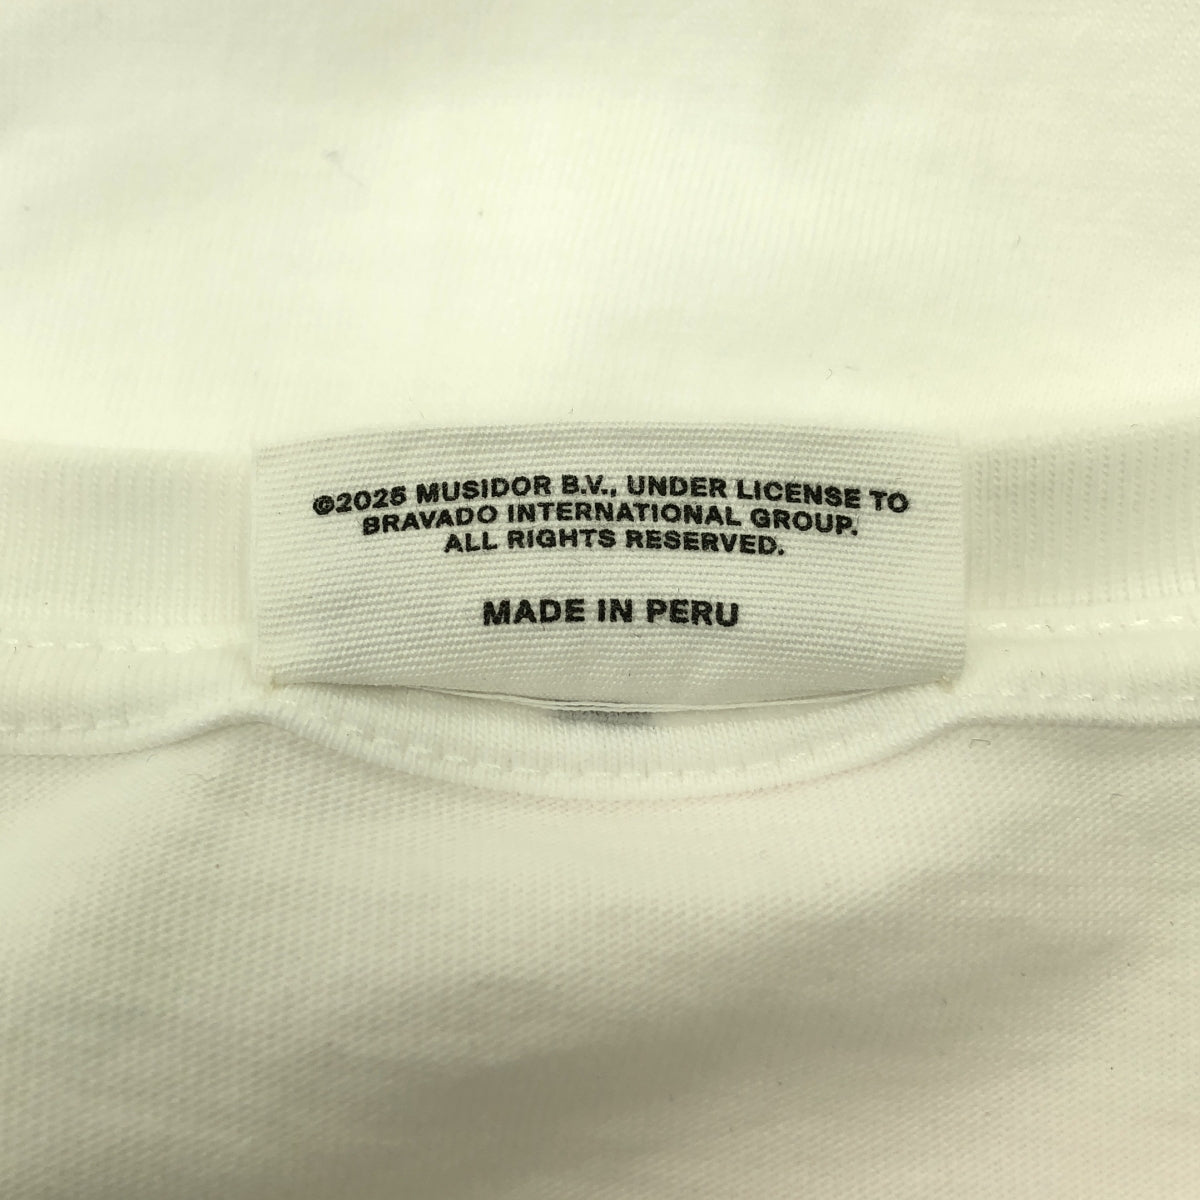 ©2025 MUSIDOR B.V., UNDER LICENSE TO
BRAVADO INTERNATIONAL GROUP.
ALL RIGHTS RESERVED.
MADE IN PERU